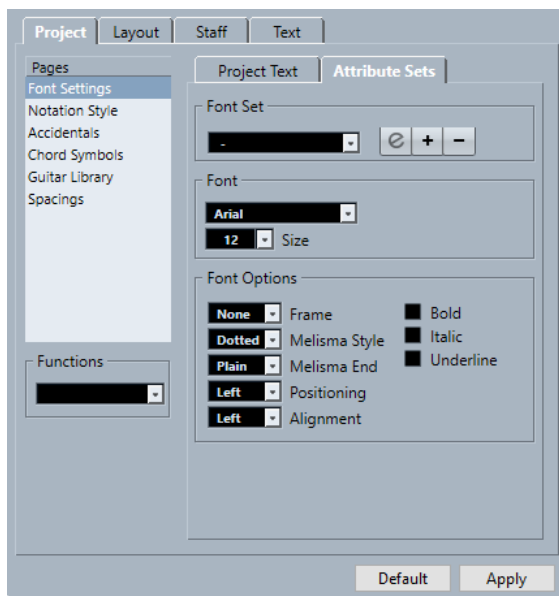 Project Layout Staff Text
Pages
Font Settings
Notation Style
Accidentals
Chord Symbols
Guitar Library
Spacings
Functions
Project Text Attribute Sets
Font Set
- e + −
Font
Arial
12 Size
Font Options
None Frame
Dotted Melisma Style
Plain Melisma End
Left Positioning
Left Alignment
Bold
Italic
Underline
Default Apply